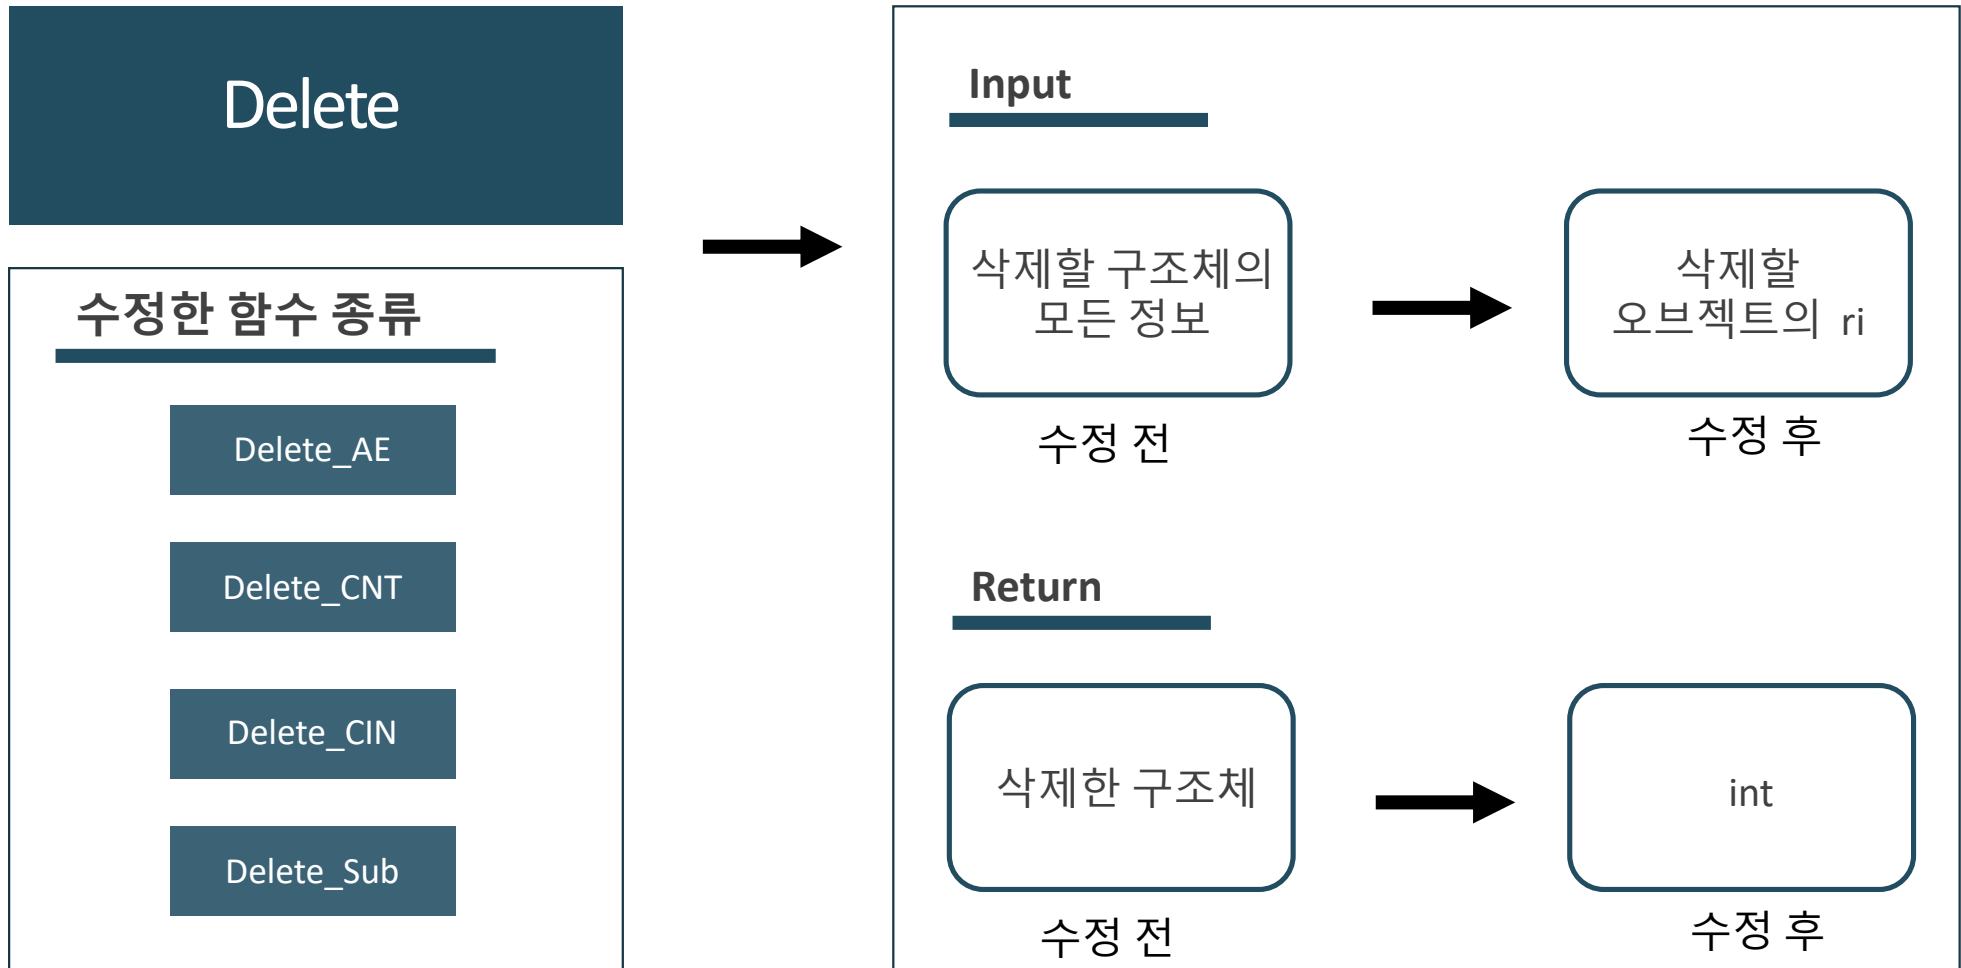 Delete
수정한 함수 종류
Delete_AE
Delete_CNT
Delete_CIN
Delete_Sub
Input
삭제할 구조체의
모든 정보
수정 전
삭제할
오브젝트의 ri
수정 후
Return
삭제한 구조체
수정 전
int
수정 후